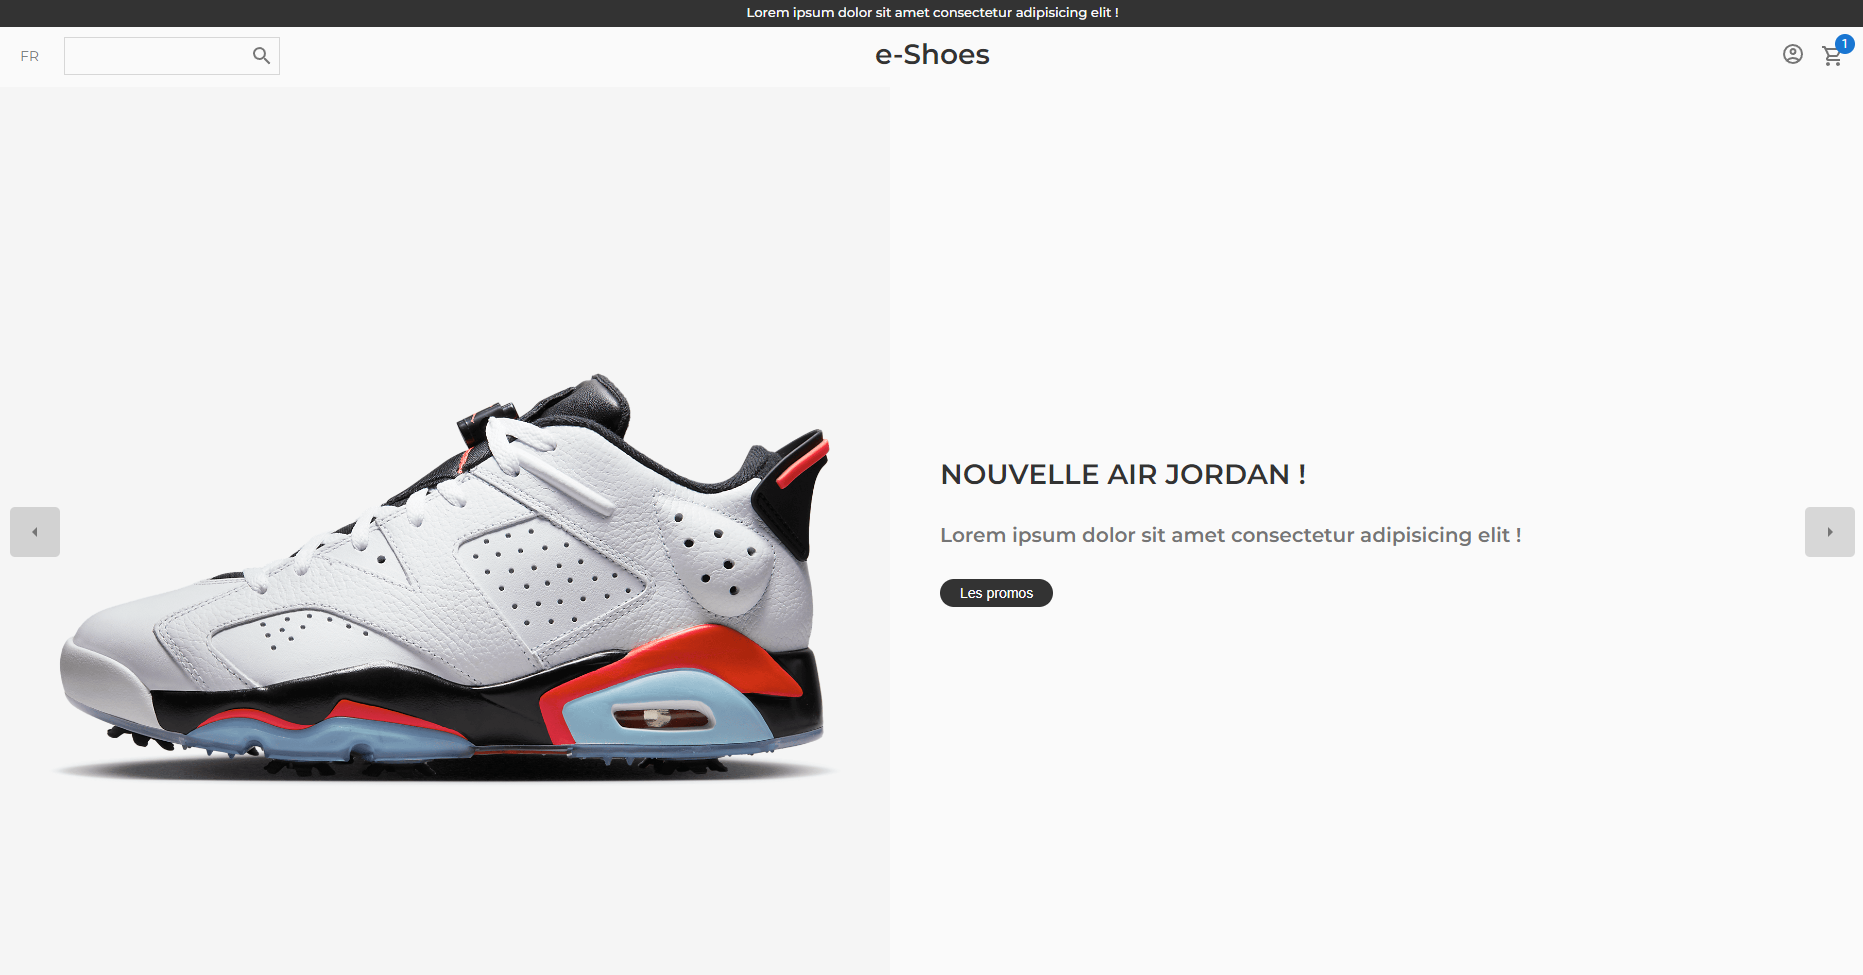 Lorem ipsum dolor sit amet consectetur adipisicing elit !
FR
e-Shoes
1
NOUVELLE AIR JORDAN !
Lorem ipsum dolor sit amet consectetur adipisicing elit !
Les promos